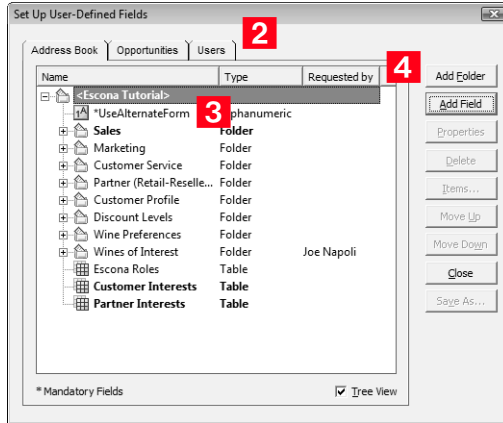 Set Up User-Defined Fields
2
Address Book Opportunities Users
4
Name Type Requested by
Add Folder
<Escona Tutorial>
*UseAlternateForm 3 phanumeric
Add Field
Sales Folder
Properties
Marketing Folder
Customer Service Folder
Delete
Partner (Retail-Reselle... Folder
Items...
Customer Profile Folder
Discount Levels Folder
Move Up
Wine Preferences Folder
Move Down
Wines of Interest Folder Joe Napoli
Escona Roles Table
Close
Customer Interests Table
Save As...
Partner Interests Table
* Mandatory Fields
Tree View